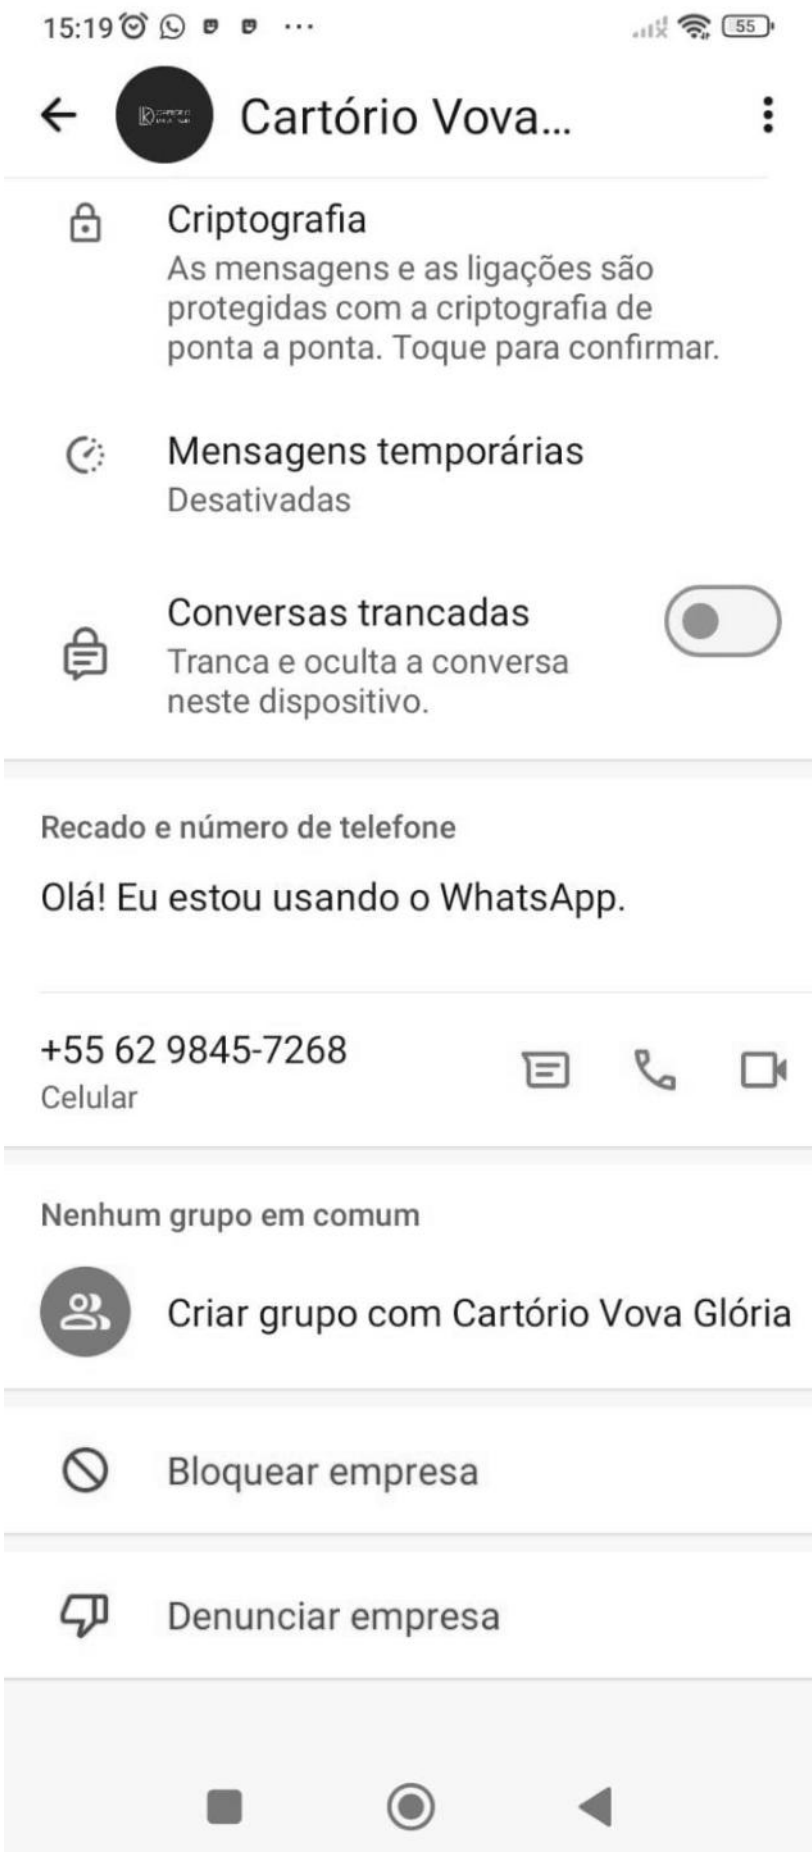 15:19
55
Cartório Vova...
Criptografia
As mensagens e as ligações são
protegidas com a criptografia de
ponta a ponta. Toque para confirmar.
Mensagens temporárias
Desativadas
Conversas trancadas
Tranca e oculta a conversa
neste dispositivo.
Recado e número de telefone
Olá! Eu estou usando o WhatsApp.
+55 62 9845-7268
Celular
Nenhum grupo em comum
Criar grupo com Cartório Vova Glória
Bloquear empresa
Denunciar empresa